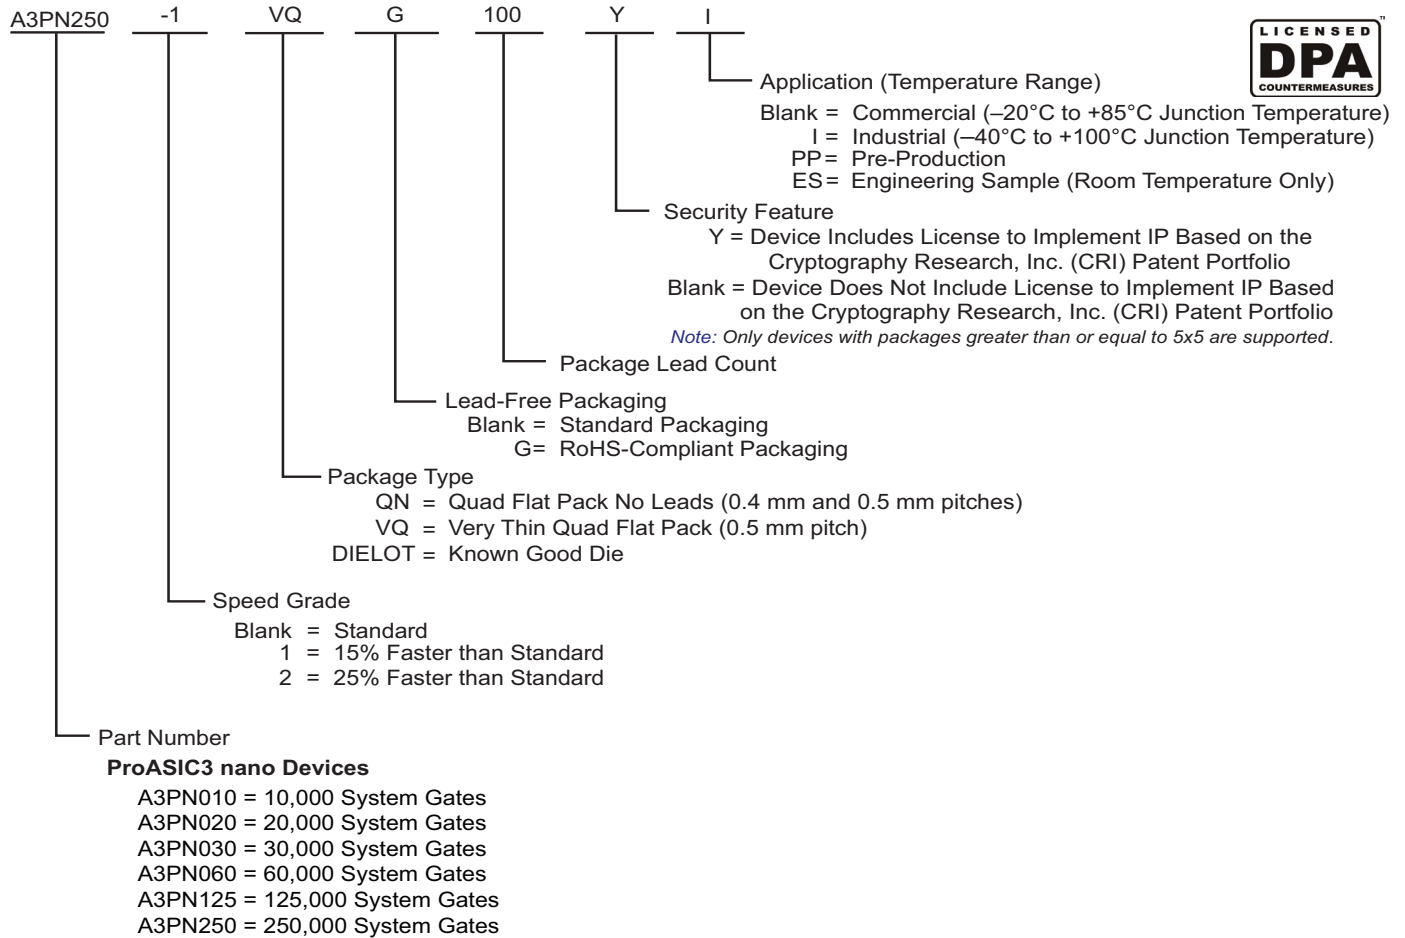 A3PN250 -1 VQ G 100 Y I
LICENSED
DPA
COUNTERMEASURES
™
Application (Temperature Range)
Blank = Commercial (–20°C to +85°C Junction Temperature)
I = Industrial (–40°C to +100°C Junction Temperature)
PP= Pre-Production
ES= Engineering Sample (Room Temperature Only)
Security Feature
Y = Device Includes License to Implement IP Based on the
Cryptography Research, Inc. (CRI) Patent Portfolio
Blank = Device Does Not Include License to Implement IP Based
on the Cryptography Research, Inc. (CRI) Patent Portfolio
Note: Only devices with packages greater than or equal to 5x5 are supported.
Package Lead Count
Lead-Free Packaging
Blank = Standard Packaging
G= RoHS-Compliant Packaging
Package Type
QN = Quad Flat Pack No Leads (0.4 mm and 0.5 mm pitches)
VQ = Very Thin Quad Flat Pack (0.5 mm pitch)
DIELOT = Known Good Die
Speed Grade
Blank = Standard
1 = 15% Faster than Standard
2 = 25% Faster than Standard
Part Number
ProASIC3 nano Devices
A3PN010 = 10,000 System Gates
A3PN020 = 20,000 System Gates
A3PN030 = 30,000 System Gates
A3PN060 = 60,000 System Gates
A3PN125 = 125,000 System Gates
A3PN250 = 250,000 System Gates